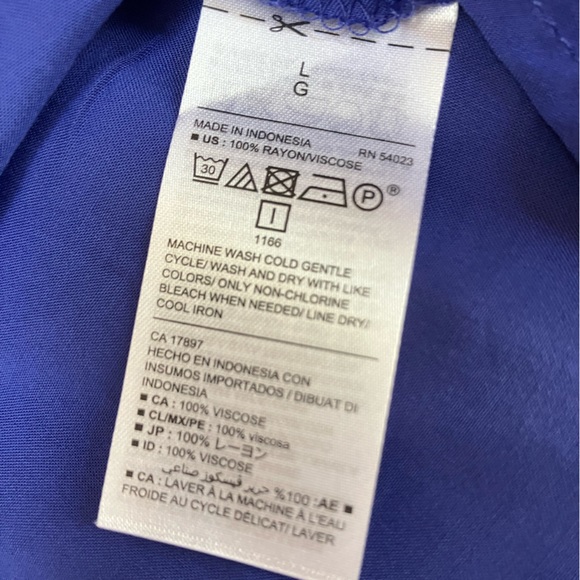 L
G
MADE IN INDONESIA RN 54023
■ US : 100% RAYON/VISCOSE
30 P ®
1166
MACHINE WASH COLD GENTLE
CYCLE/ WASH AND DRY WITH LIKE
COLORS/ ONLY NON-CHLORINE
BLEACH WHEN NEEDED/ LINE DRY/
COOL IRON
CA 17897
HECHO EN INDONESIA CON
INSUMOS IMPORTADOS / DIBUAT DI
INDONESIA
■ CA : 100% VISCOSE
■ CL/MX/PE : 100% viscosa
■ JP : 100% レーヨン
■ ID : 100% VISCOSE
■ AE: 100% حرير فيسكوز صناعي
■ CA : LAVER À LA MACHINE À L'EAU
FROIDE AU CYCLE DÉLICAT/ LAVER